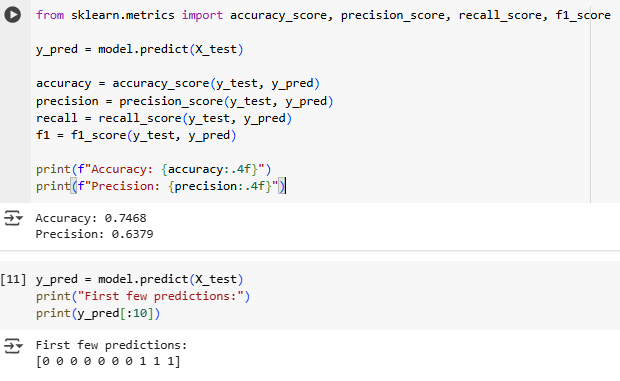 from sklearn.metrics import accuracy_score, precision_score, recall_score, f1_score
y_pred = model.predict(X_test)
accuracy = accuracy_score(y_test, y_pred)
precision = precision_score(y_test, y_pred)
recall = recall_score(y_test, y_pred)
f1 = f1_score(y_test, y_pred)
print(f"Accuracy: {accuracy:.4f}")
print(f"Precision: {precision:.4f}")
Accuracy: 0.7468
Precision: 0.6379
[11] y_pred = model.predict(X_test)
print("First few predictions:")
print(y_pred[:10])
First few predictions:
[0 0 0 0 0 0 0 1 1 1]